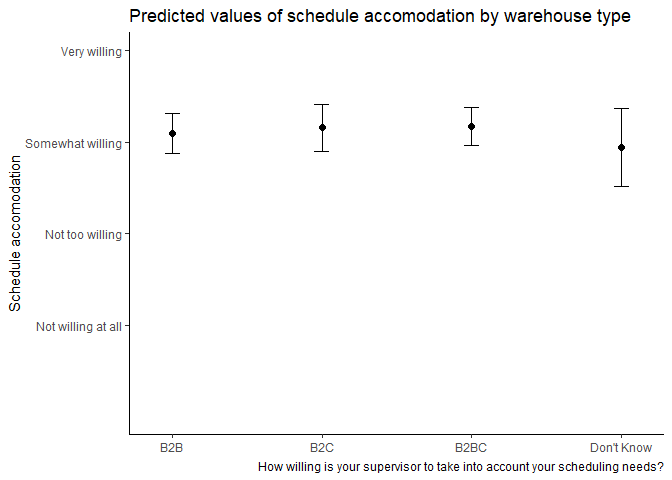 Predicted values of schedule accomodation by warehouse type
Schedule accomodation
Very willing
Somewhat willing
Not too willing
Not willing at all
B2B
B2C
B2BC
Don't Know
How willing is your supervisor to take into account your scheduling needs?